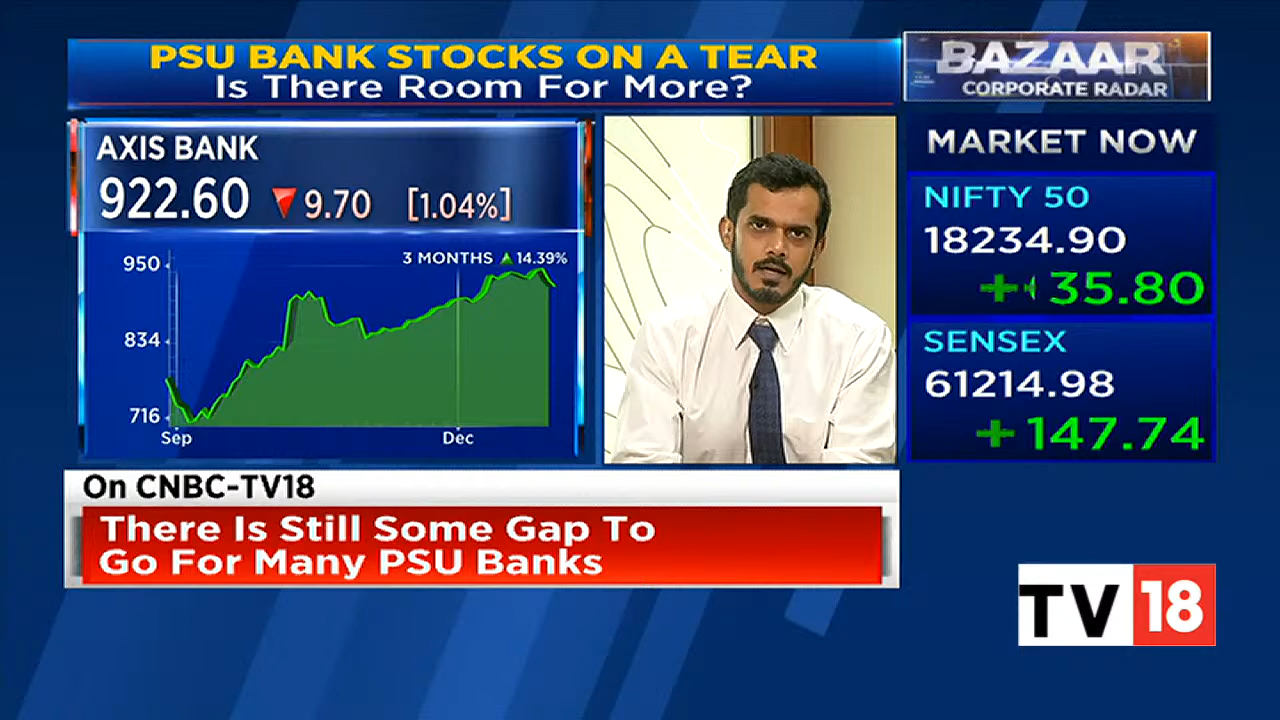 PSU BANK STOCKS ON A TEAR
Is There Room For More?
BAZAAR
CORPORATE RADAR
AXIS BANK
922.60 ▼ 9.70 [1.04%]
3 MONTHS ▲ 14.39%
950
834
716
Sep Dec
MARKET NOW
NIFTY 50
18234.90
+ 35.80
SENSEX
61214.98
+ 147.74
On CNBC-TV18
There Is Still Some Gap To
Go For Many PSU Banks
TV18